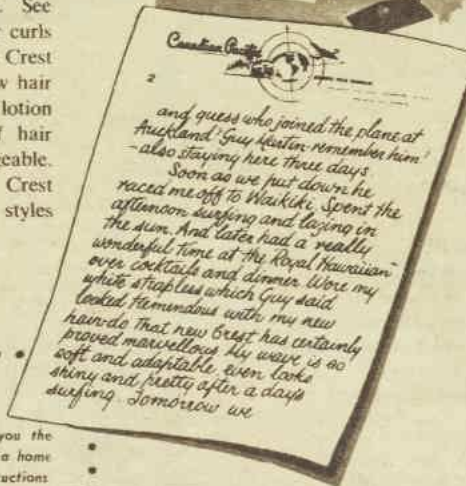 See
curls
Crest
hair
lotion
hair
geable.
Crest
styles
Canadian Pacific
2
and guess who joined the plane at
Auckland! Guy Martin-remember him!
-also staying here three days
Soon as we put down he
raced me off to Waikiki. Spent the
afternoon surfing and lazing in
the sun. And later had a really
wonderful time at the Royal Hawaiian-
over cocktails and dinner. Wore my
white strapless which Guy said
looked tremendous with my new
hair-do. That new Crest has certainly
proved marvellous. My wave is so
soft and adaptable, even looks
shiny and pretty after a days
surfing. Tomorrow we
you the
a home
uctions